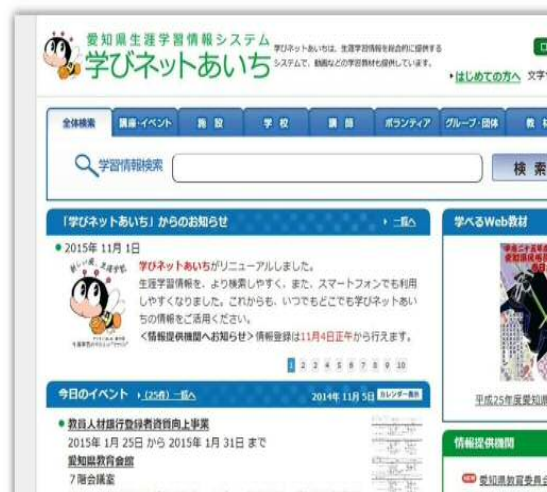 愛知県生涯学習情報システム
学びネットあいち
学びネットあいちは、生涯学習情報を総合的に提供する
システムで、動画などの学習教材も提供しています。
はじめての方へ 文字
全体検索 講座・イベント 施設 学校 講師 ボランティア グループ・団体 教材
学習情報検索
検索
「学びネットあいち」からのお知らせ 一覧へ
2015年 11月 1日
学びネットあいちがリニューアルしました。
生涯学習情報を、より検索しやすく、また、スマートフォンでも利用
しやすくなりました。これからも、いつでもどこでも学びネットあい
ちの情報をご活用ください。
<情報提供機関へお知らせ>情報登録は11月4日正午から行えます。
1 2 3 4 5 6 7 8 9 10
今日のイベント (25件) 一覧へ 2014年 11月 5日 カレンダー表示
教員人材銀行登録者資質向上事業
2015年 1月 25日 から 2015年 1月 31日 まで
愛知県教育会館
7階会議室
学べるWeb教材
平成25年度愛知県
情報提供機関
NEW 愛知県教育委員会